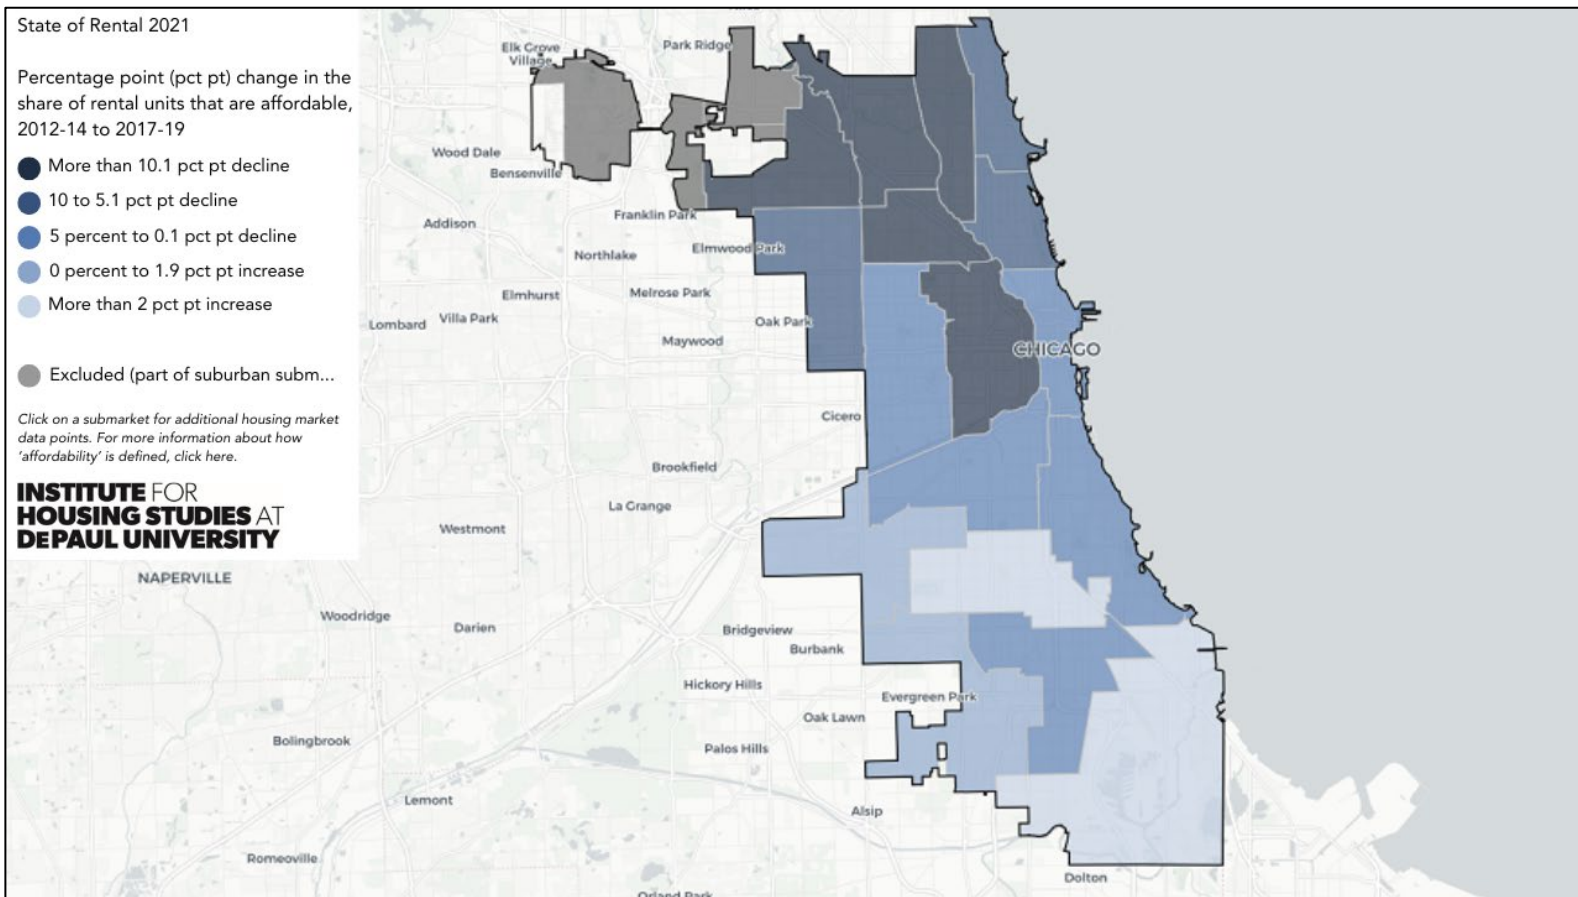 State of Rental 2021
Percentage point (pct pt) change in the
share of rental units that are affordable,
2012-14 to 2017-19
More than 10.1 pct pt decline
10 to 5.1 pct pt decline
5 percent to 0.1 pct pt decline
0 percent to 1.9 pct pt increase
More than 2 pct pt increase
Excluded (part of suburban subm...
Click on a submarket for additional housing market
data points. For more information about how
'affordability' is defined, click here.
INSTITUTE FOR
HOUSING STUDIES AT
DEPAUL UNIVERSITY
Elk Grove
Village
Park Ridge
Wood Dale
Bensenville
Addison
Franklin Park
Northlake
Elmwood Park
Elmhurst
Melrose Park
Lombard
Villa Park
Oak Park
Maywood
CHICAGO
Cicero
Brookfield
La Grange
Westmont
NAPERVILLE
Woodridge
Darien
Bridgeview
Burbank
Hickory Hills
Evergreen Park
Oak Lawn
Bolingbrook
Palos Hills
Lemont
Alsip
Romeoville
Dolton
Orland Park